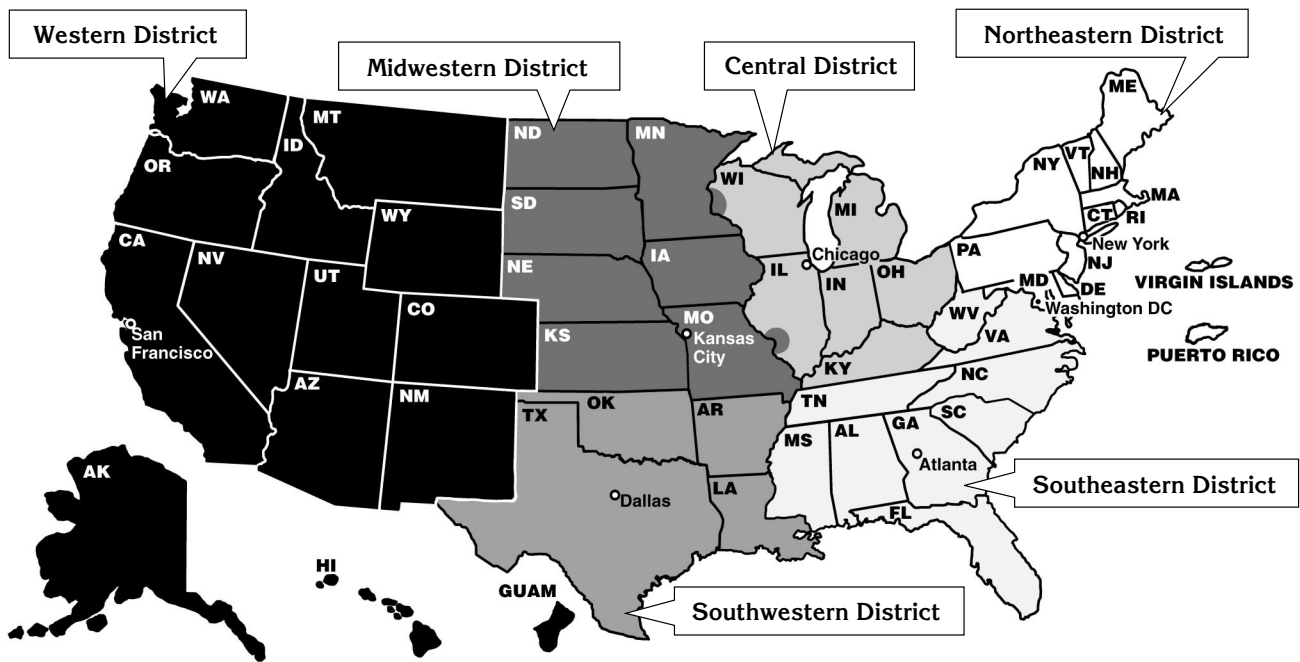 Western District
Midwestern District
Central District
Northeastern District
WA
MT
ND
MN
ME
OR
ID
WI
NY
VT
NH
MA
WY
SD
MI
CT
RI
CA
NV
UT
NE
IA
IL
Chicago
IN
OH
PA
New York
NJ
MD
DE
VIRGIN ISLANDS
Washington DC
CO
KS
MO
Kansas
City
WV
VA
San
Francisco
KY
PUERTO RICO
AZ
NM
OK
TX
AR
TN
NC
SC
MS
AL
GA
Atlanta
AK
LA
Dallas
Southeastern District
FL
HI
GUAM
Southwestern District